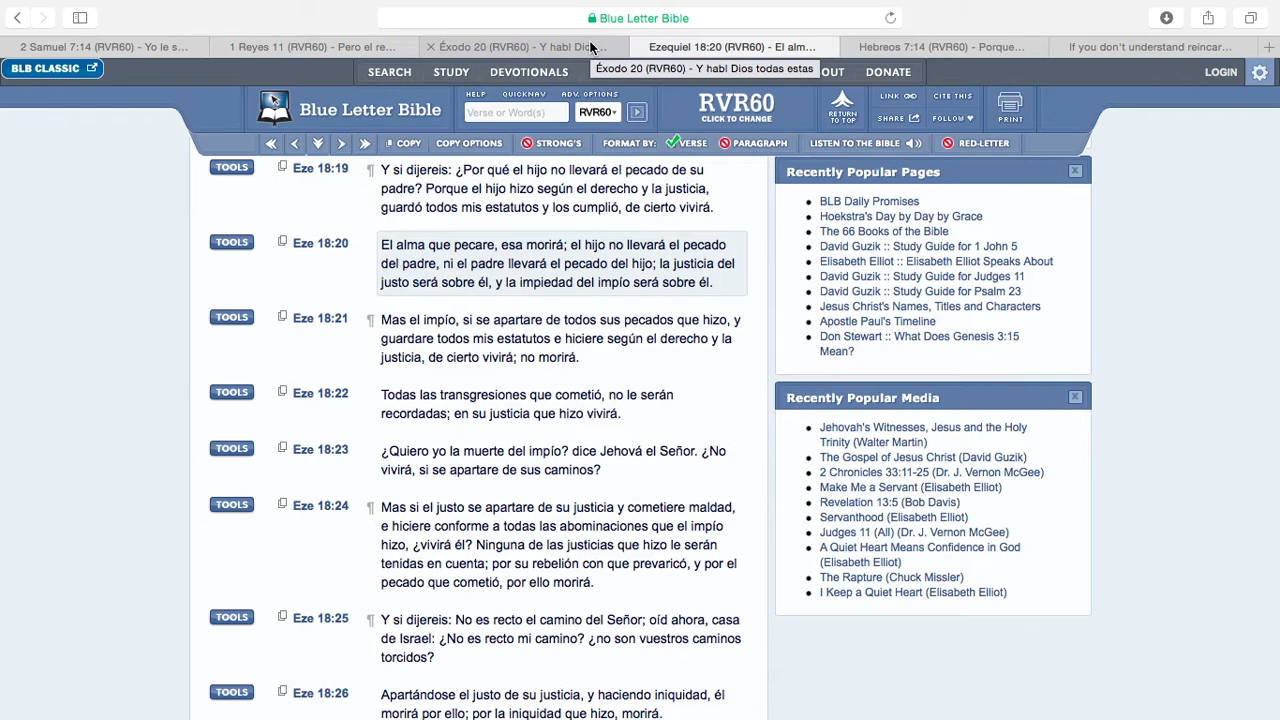 Blue Letter Bible
2 Samuel 7:14 (RVR60) - Yo le s...
1 Reyes 11 (RVR60) - Pero el re...
Éxodo 20 (RVR60) - Y habl Dio...
Ezequiel 18:20 (RVR60) - El alm...
Hebreos 7:14 (RVR60) - Porque...
If you don't understand reincar...
Éxodo 20 (RVR60) - Y habl Dios todas estas
BLB CLASSIC
SEARCH STUDY DEVOTIONALS OUT DONATE
LOGIN
Blue Letter Bible
HELP QUICKNAV ADV. OPTIONS
Verse or Word(s) RVR60
RVR60
CLICK TO CHANGE
RETURN
TO TOP
LINK CITE THIS
SHARE FOLLOW
PRINT
COPY COPY OPTIONS STRONG'S FORMAT BY: VERSE PARAGRAPH LISTEN TO THE BIBLE RED-LETTER
TOOLS Eze 18:19 ¶ Y si dijereis: ¿Por qué el hijo no llevará el pecado de su
padre? Porque el hijo hizo según el derecho y la justicia,
guardó todos mis estatutos y los cumplió, de cierto vivirá.
TOOLS Eze 18:20 El alma que pecare, esa morirá; el hijo no llevará el pecado
del padre, ni el padre llevará el pecado del hijo; la justicia del
justo será sobre él, y la impiedad del impío será sobre él.
TOOLS Eze 18:21 ¶ Mas el impío, si se apartare de todos sus pecados que hizo, y
guardare todos mis estatutos e hiciere según el derecho y la
justicia, de cierto vivirá; no morirá.
TOOLS Eze 18:22 Todas las transgresiones que cometió, no le serán
recordadas; en su justicia que hizo vivirá.
TOOLS Eze 18:23 ¿Quiero yo la muerte del impío? dice Jehová el Señor. ¿No
vivirá, si se apartare de sus caminos?
TOOLS Eze 18:24 ¶ Mas si el justo se apartare de su justicia y cometiere maldad,
e hiciere conforme a todas las abominaciones que el impío
hizo, ¿vivirá él? Ninguna de las justicias que hizo le serán
tenidas en cuenta; por su rebelión con que prevaricó, y por el
pecado que cometió, por ello morirá.
TOOLS Eze 18:25 ¶ Y si dijereis: No es recto el camino del Señor; oíd ahora, casa
de Israel: ¿No es recto mi camino? ¿no son vuestros caminos
torcidos?
TOOLS Eze 18:26 Apartándose el justo de su justicia, y haciendo iniquidad, él
morirá por ello; por la iniquidad que hizo, morirá.
Recently Popular Pages
BLB Daily Promises
Hoekstra's Day by Day by Grace
The 66 Books of the Bible
David Guzik :: Study Guide for 1 John 5
Elisabeth Elliot :: Elisabeth Elliot Speaks About
David Guzik :: Study Guide for Judges 11
David Guzik :: Study Guide for Psalm 23
Jesus Christ's Names, Titles and Characters
Apostle Paul's Timeline
Don Stewart :: What Does Genesis 3:15
Mean?
Recently Popular Media
Jehovah's Witnesses, Jesus and the Holy
Trinity (Walter Martin)
The Gospel of Jesus Christ (David Guzik)
2 Chronicles 33:11-25 (Dr. J. Vernon McGee)
Make Me a Servant (Elisabeth Elliot)
Revelation 13:5 (Bob Davis)
Servanthood (Elisabeth Elliot)
Judges 11 (All) (Dr. J. Vernon McGee)
A Quiet Heart Means Confidence in God
(Elisabeth Elliot)
The Rapture (Chuck Missler)
I Keep a Quiet Heart (Elisabeth Elliot)